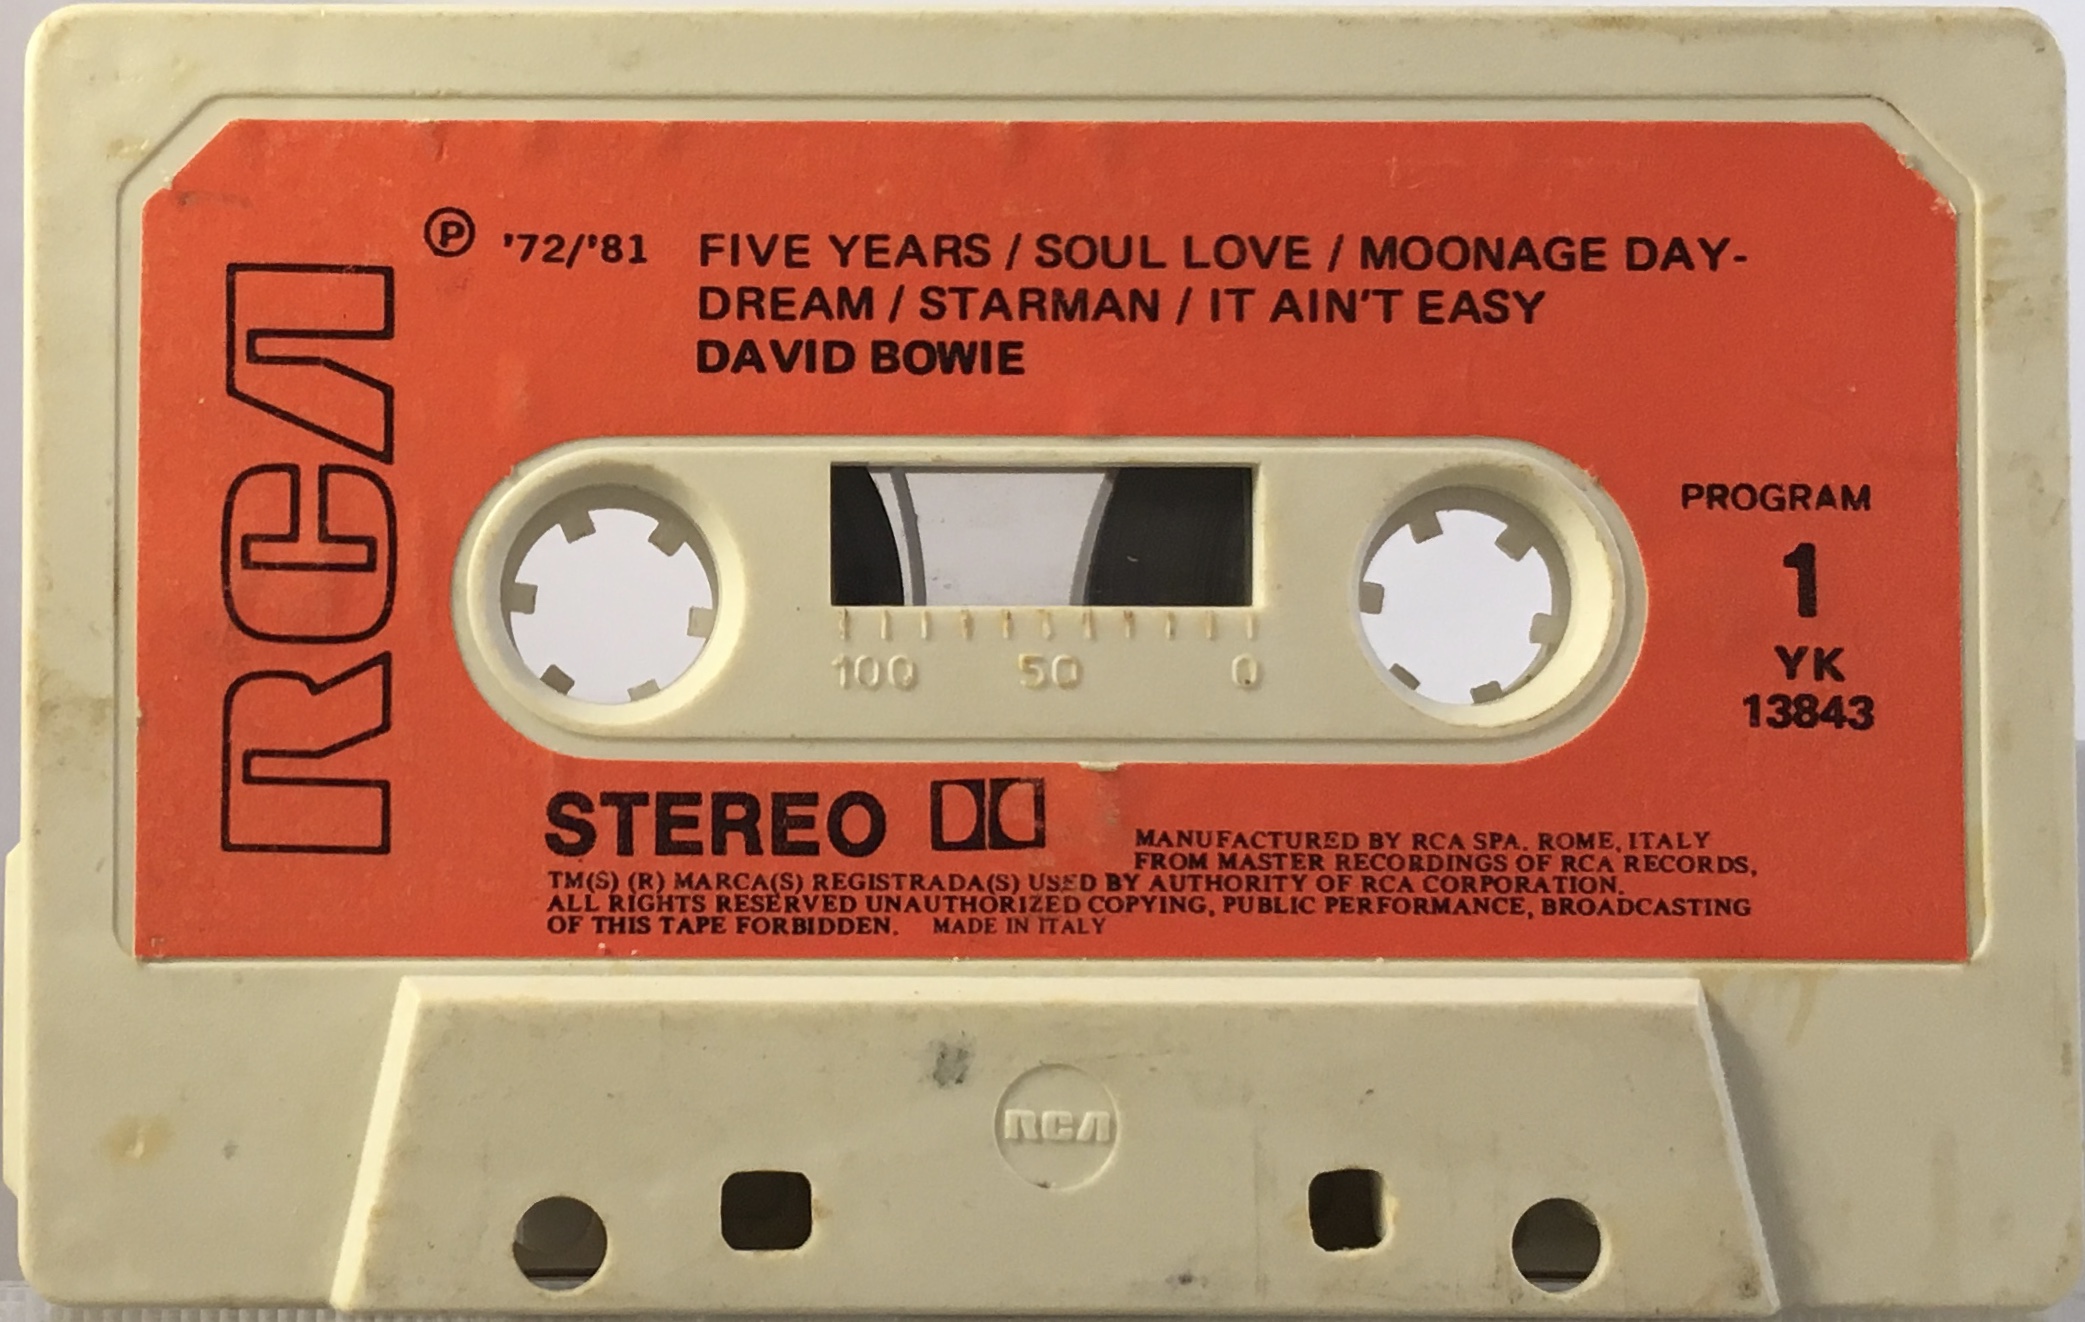 RCA
Ⓟ '72/'81 FIVE YEARS / SOUL LOVE / MOONAGE DAY-
DREAM / STARMAN / IT AIN'T EASY
DAVID BOWIE
PROGRAM
1
YK
13843
100 50 0
STEREO
MANUFACTURED BY RCA SPA. ROME, ITALY
FROM MASTER RECORDINGS OF RCA RECORDS,
TM(S) (R) MARCA(S) REGISTRADA(S) USED BY AUTHORITY OF RCA CORPORATION.
ALL RIGHTS RESERVED UNAUTHORIZED COPYING, PUBLIC PERFORMANCE, BROADCASTING
OF THIS TAPE FORBIDDEN. MADE IN ITALY
RCA